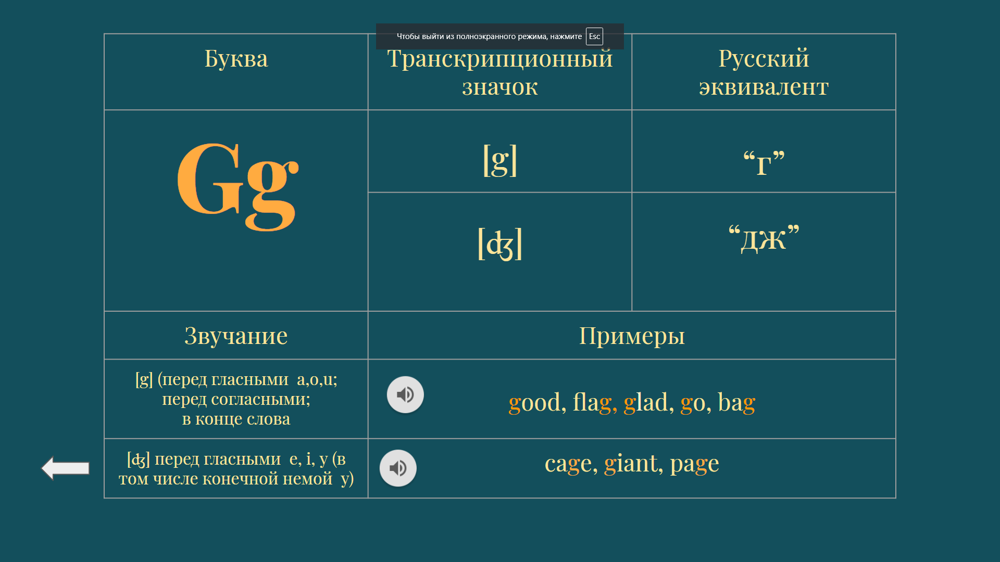 Чтобы выйти из полноэкранного режима, нажмите Esc
Буква
Транскрипционный
значок
Русский
эквивалент
Gg
[g]
“г”
[ʤ]
“дж”
Звучание
Примеры
[g] (перед гласными a,o,u;
перед согласными;
в конце слова
good, flag, glad, go, bag
[ʤ] перед гласными e, i, y (в
том числе конечной немой y)
cage, giant, page